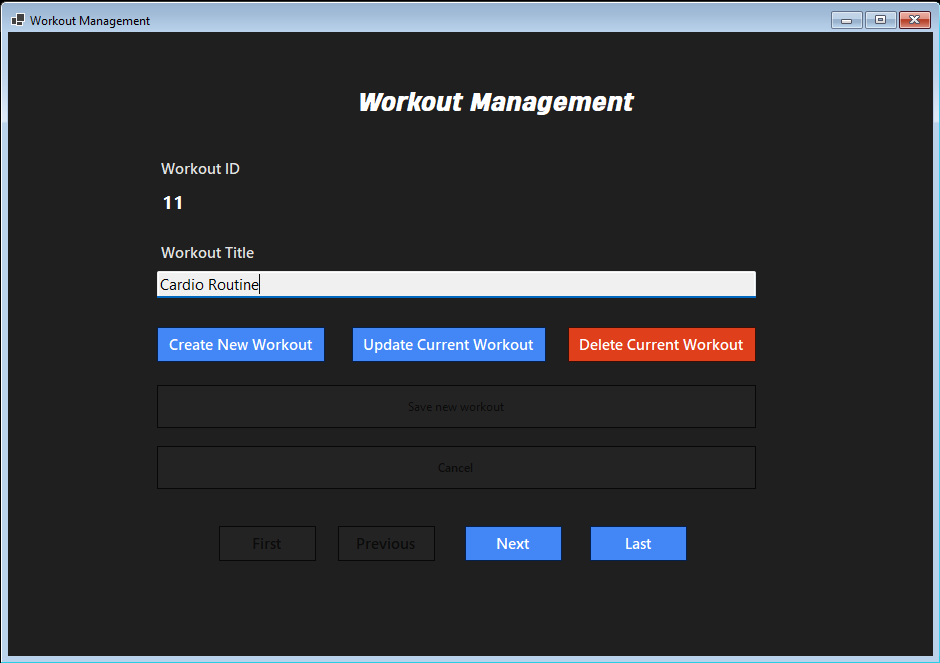 Workout Management
Workout Management
Workout ID
11
Workout Title
Cardio Routine
Create New Workout Update Current Workout Delete Current Workout
Save new workout
Cancel
First Previous Next Last